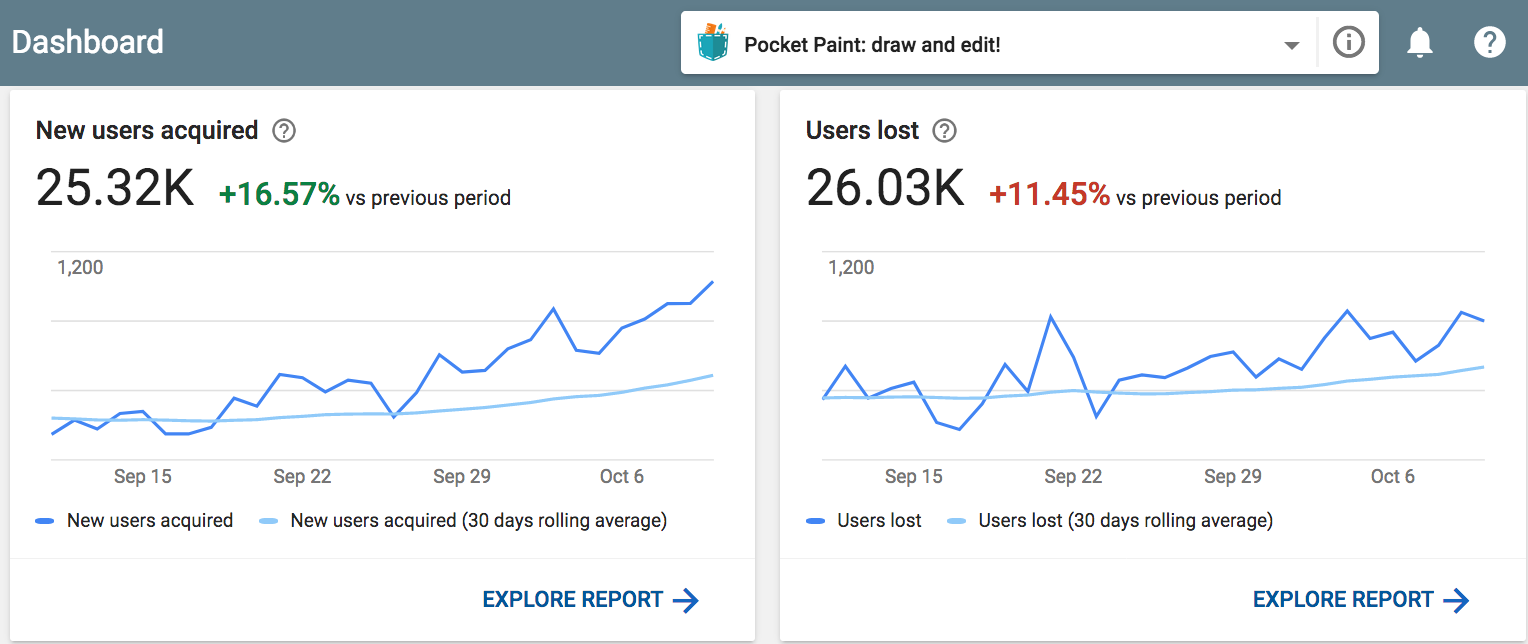 Dashboard
Pocket Paint: draw and edit!
New users acquired
25.32K +16.57% vs previous period
1,200
Sep 15 Sep 22 Sep 29 Oct 6
New users acquired New users acquired (30 days rolling average)
EXPLORE REPORT
Users lost
26.03K +11.45% vs previous period
1,200
Sep 15 Sep 22 Sep 29 Oct 6
Users lost Users lost (30 days rolling average)
EXPLORE REPORT